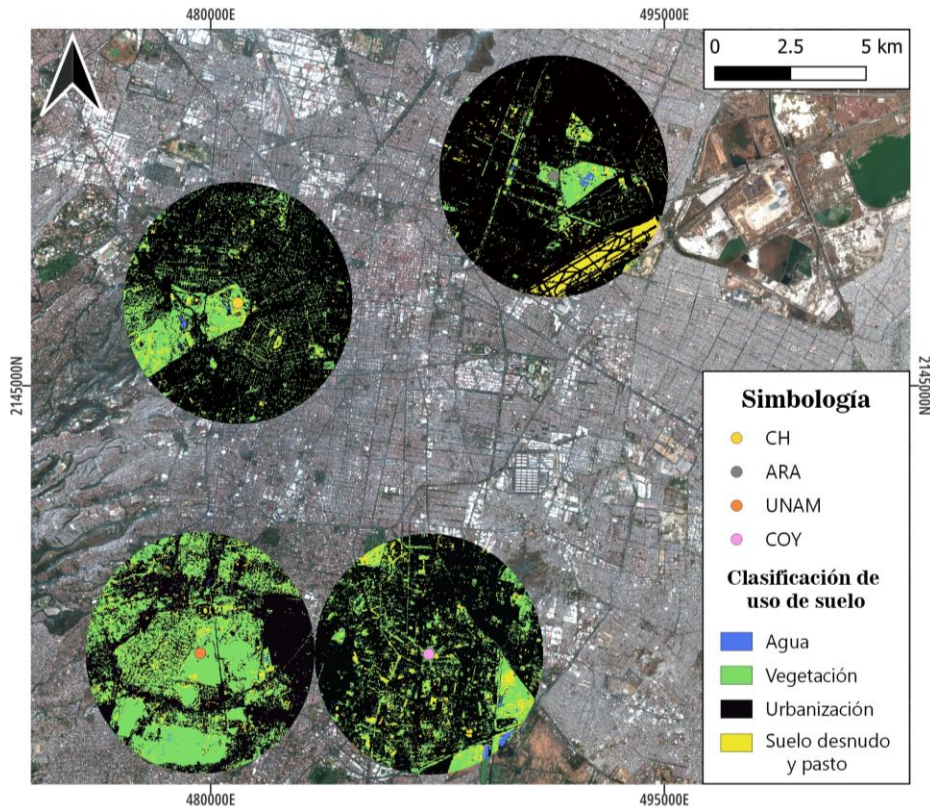 480000E
495000E
0 2.5 5 km
2145000N
2145000N
Simbología
CH
ARA
UNAM
COY
Clasificación de
uso de suelo
Agua
Vegetación
Urbanización
Suelo desnudo
y pasto
480000E
495000E